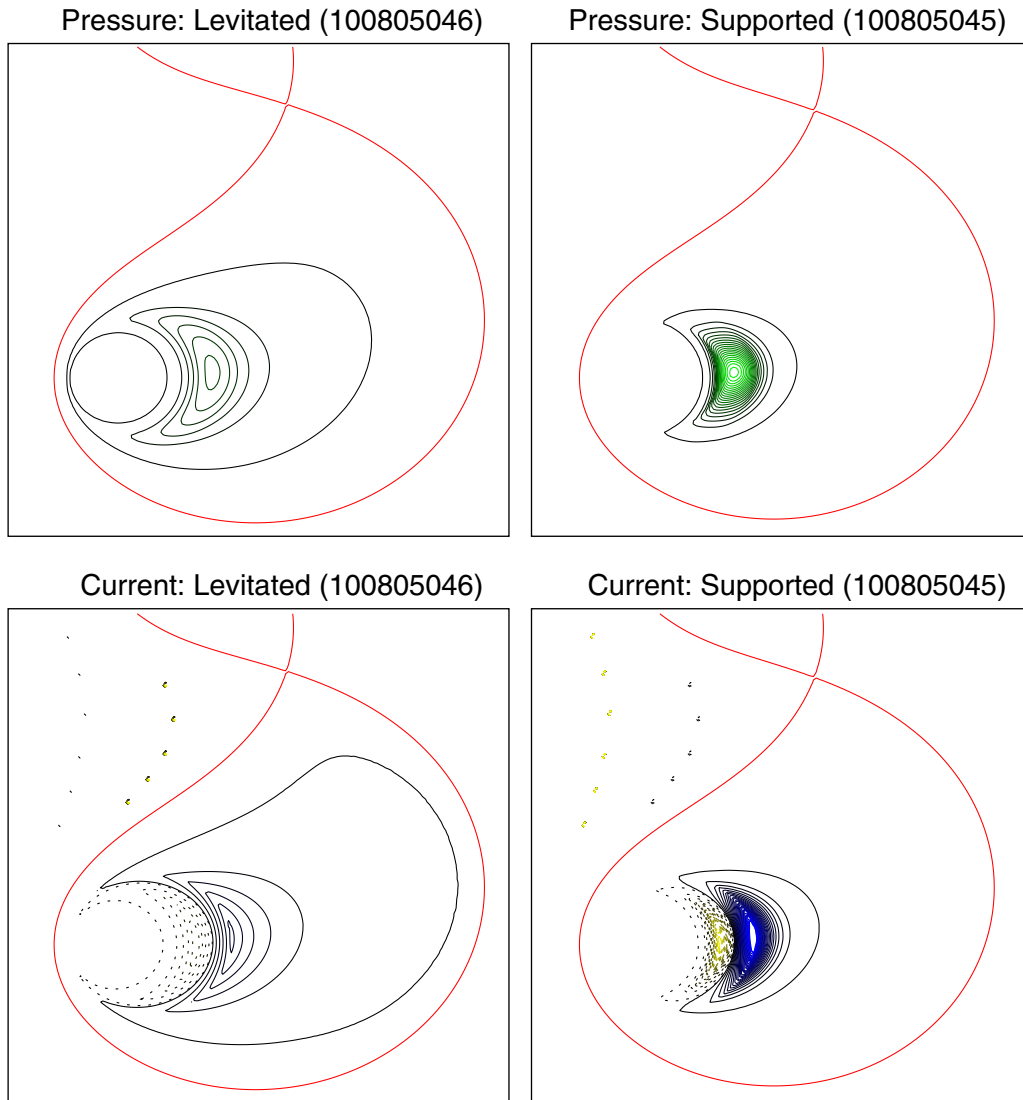 Pressure: Levitated (100805046)
Pressure: Supported (100805045)
Current: Levitated (100805046)
Current: Supported (100805045)